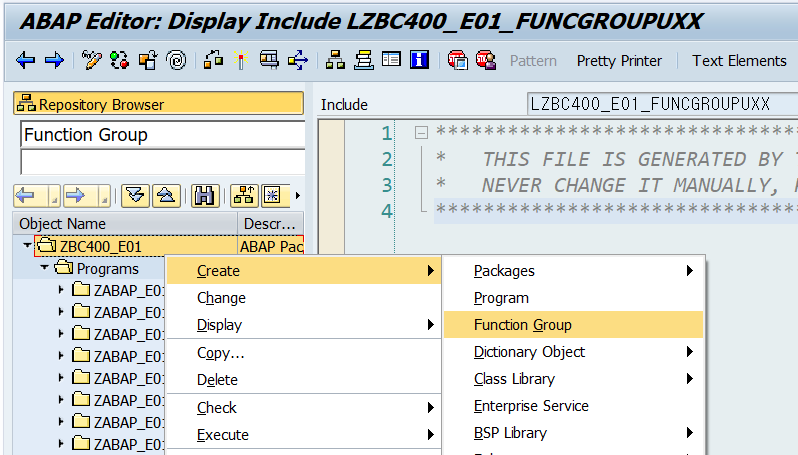 ABAP Editor: Display Include LZBC400_E01_FUNCGROUPUXX
Pattern Pretty Printer Text Elements
Repository Browser
Function Group
Object Name Descr...
ZBC400_E01 ABAP Pac
Programs
ZABAP_E01
ZABAP_E01
ZABAP_E01
ZABAP_E01
ZABAP_E01
ZABAP_E01
ZABAP_E01
ZABAP_E01
Include LZBC400_E01_FUNCGROUPUXX
1 *******************************
2 * THIS FILE IS GENERATED BY
3 * NEVER CHANGE IT MANUALLY,
4 *******************************
Create
Change
Display
Copy...
Delete
Check
Execute
Packages
Program
Function Group
Dictionary Object
Class Library
Enterprise Service
BSP Library